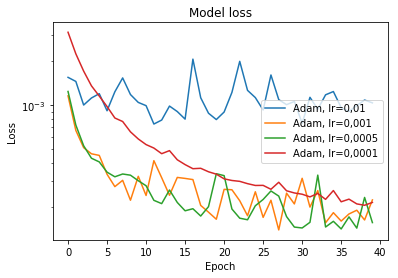 Model loss
Loss
10⁻³
Adam, lr=0,01
Adam, lr=0,001
Adam, lr=0,0005
Adam, lr=0,0001
0 5 10 15 20 25 30 35 40
Epoch